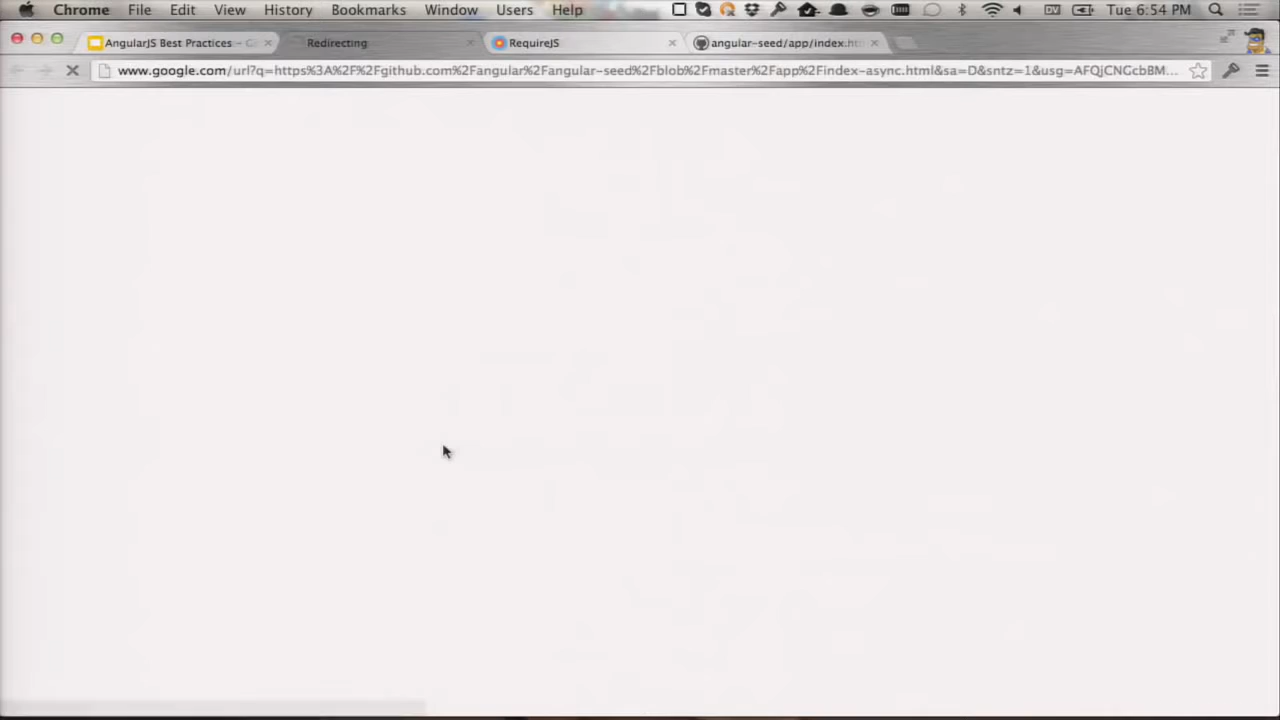 Chrome File Edit View History Bookmarks Window Users Help Tue 6:54 PM
AngularJS Best Practices - G Redirecting RequireJS angular-seed/app/index.ht
www.google.com/url?q=https%3A%2F%2Fgithub.com%2Fangular%2Fangular-seed%2Fblob%2Fmaster%2Fapp%2Findex-async.html&sa=D&sntz=1&usg=AFQjCNGcbBM...